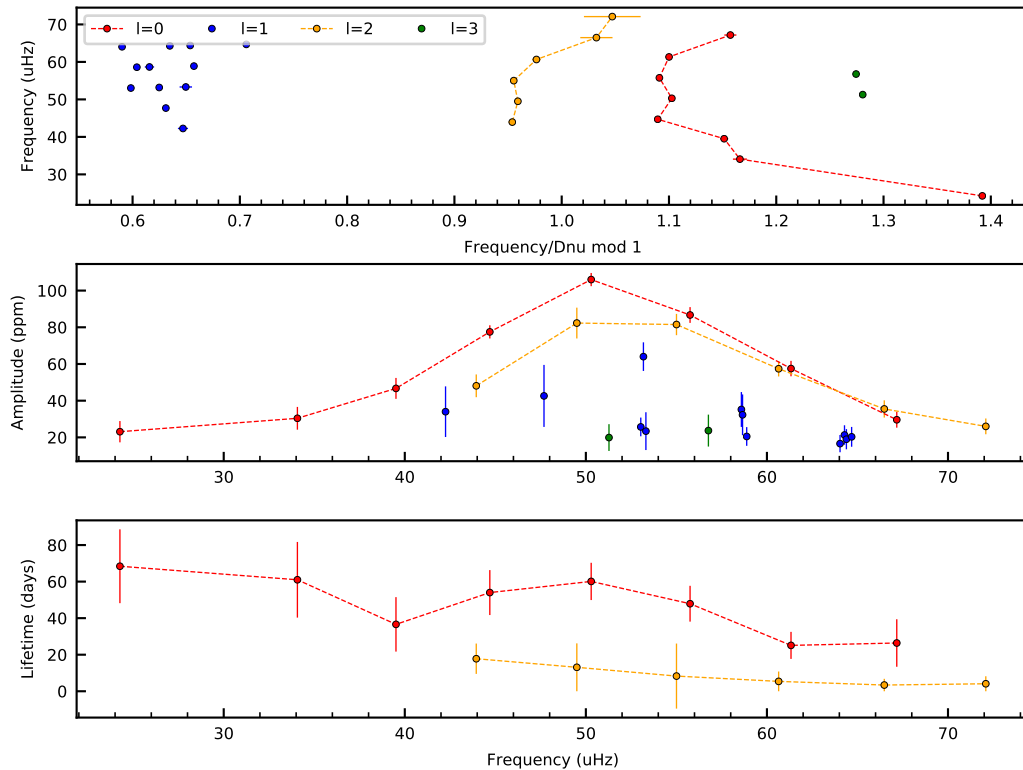 l=0 l=1 l=2 l=3
70
60
50
40
30
Frequency (uHz)
0.6 0.7 0.8 0.9 1.0 1.1 1.2 1.3 1.4
Frequency/Dnu mod 1
100
80
60
40
20
Amplitude (ppm)
30 40 50 60 70
80
60
40
20
0
Lifetime (days)
30 40 50 60 70
Frequency (uHz)